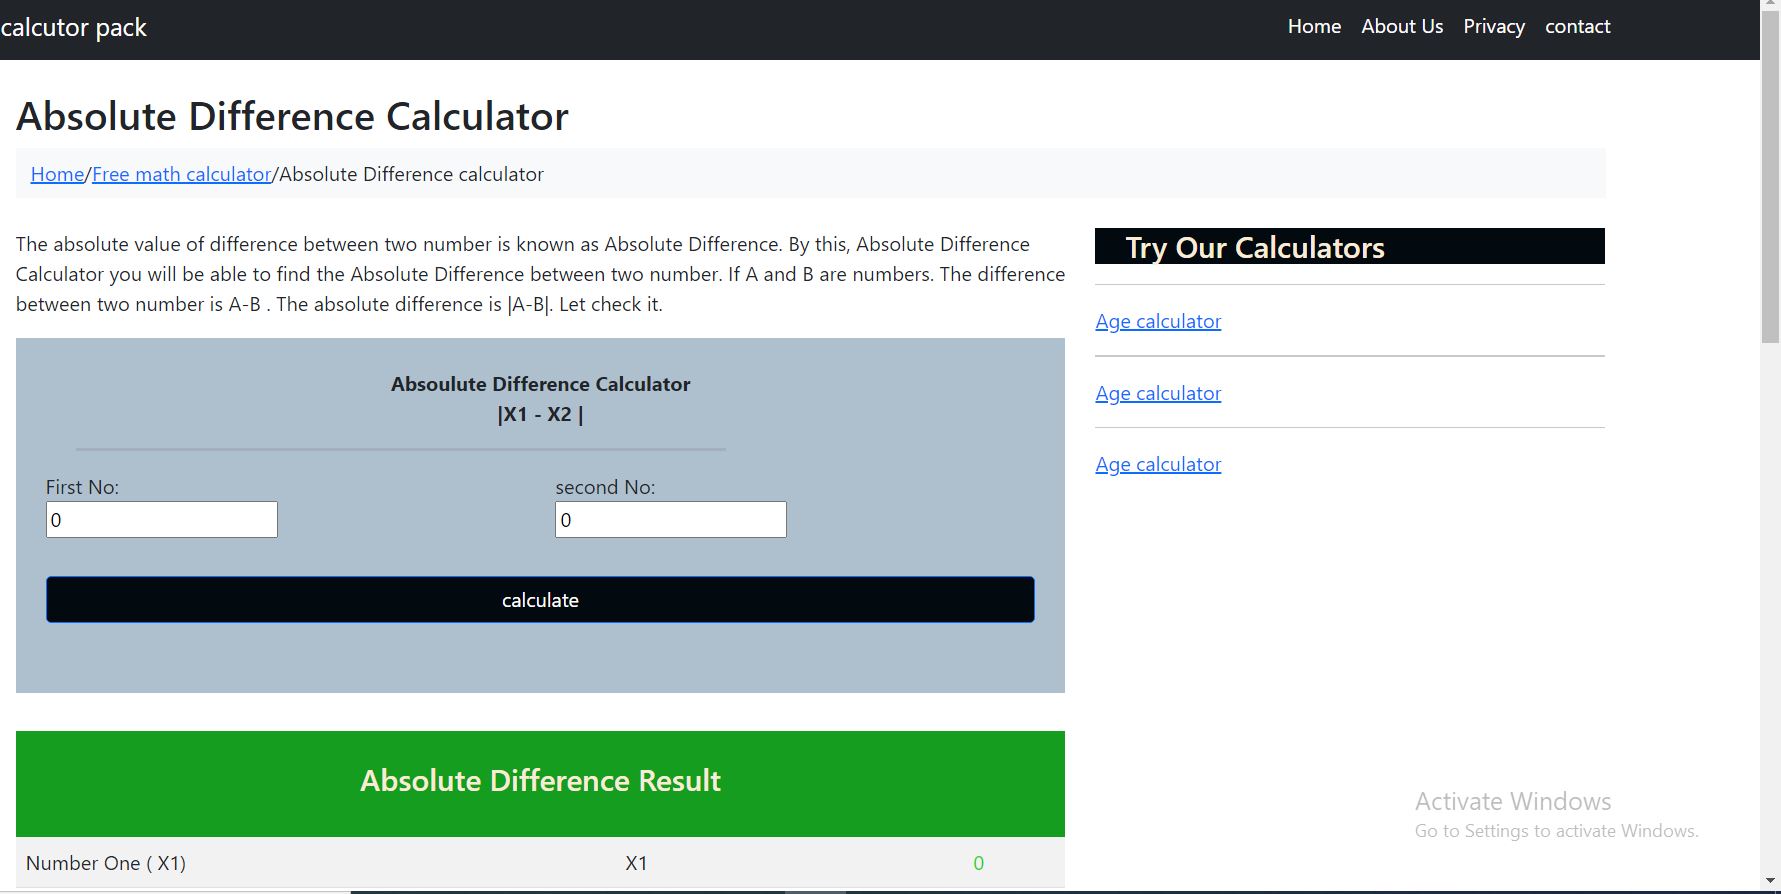 calcutor pack
Home About Us Privacy contact
Absolute Difference Calculator
Home/Free math calculator/Absolute Difference calculator
The absolute value of difference between two number is known as Absolute Difference. By this, Absolute Difference
Calculator you will be able to find the Absolute Difference between two number. If A and B are numbers. The difference
between two number is A-B . The absolute difference is |A-B|. Let check it.
Absoulute Difference Calculator
|X1 - X2 |
First No:
0
second No:
0
calculate
Absolute Difference Result
Number One ( X1) X1 0
Try Our Calculators
Age calculator
Age calculator
Age calculator
Activate Windows
Go to Settings to activate Windows.